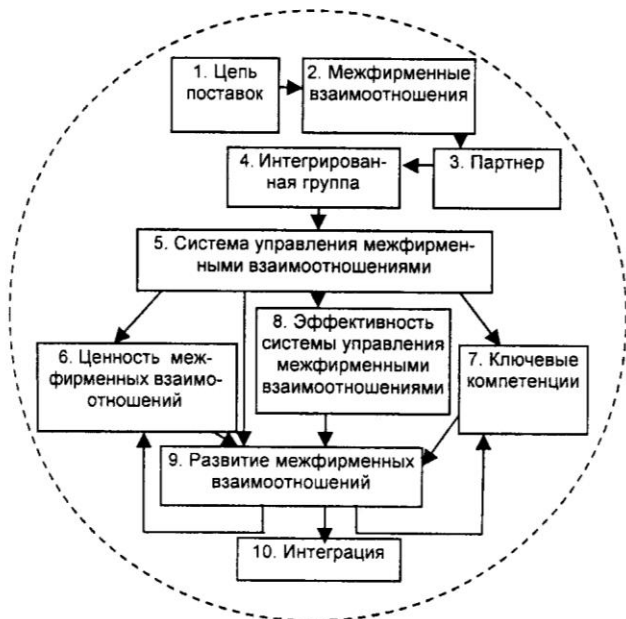 1. Цепь
поставок
2. Межфирменные
взаимоотношения
3. Партнер
4. Интегрирован-
ная группа
5. Система управления межфирмен-
ными взаимоотношениями
6. Ценность меж-
фирменных взаимо-
отношений
8. Эффективность
системы управления
межфирменными
взаимоотношениями
7. Ключевые
компетенции
9. Развитие межфирменных
взаимоотношений
10. Интеграция